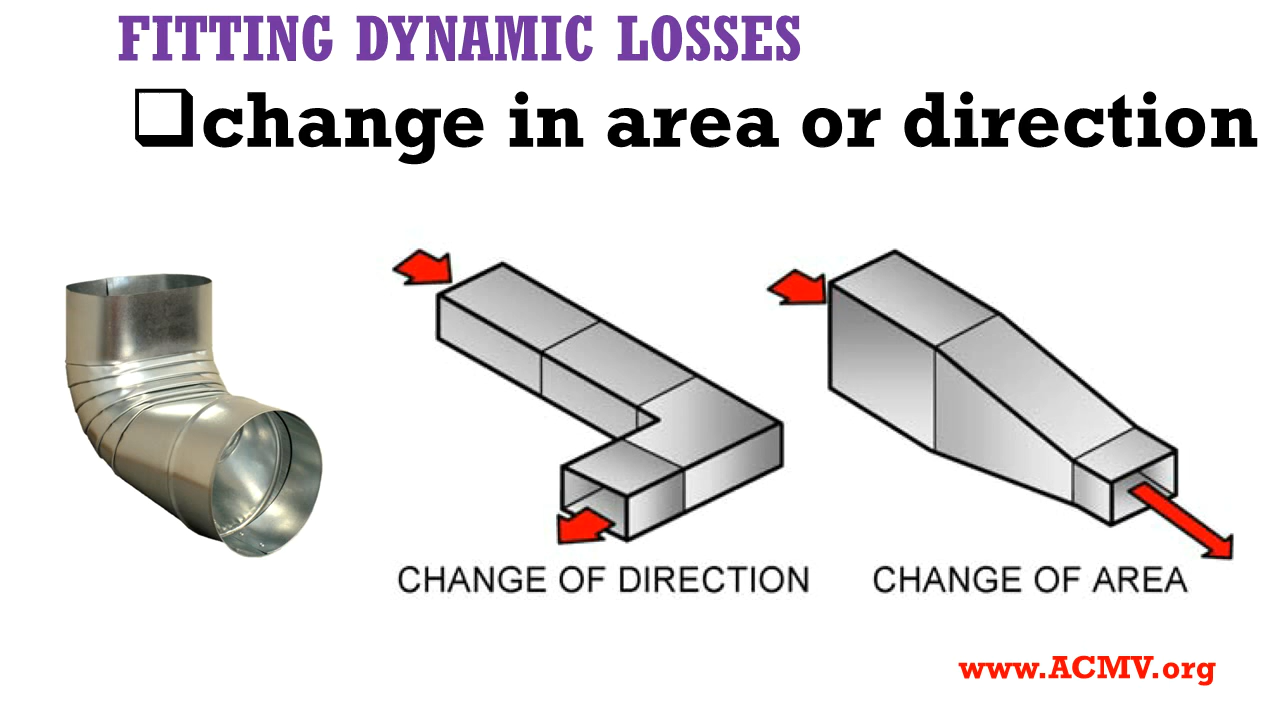 FITTING DYNAMIC LOSSES
❑change in area or direction
CHANGE OF DIRECTION
CHANGE OF AREA
www.ACMV.org